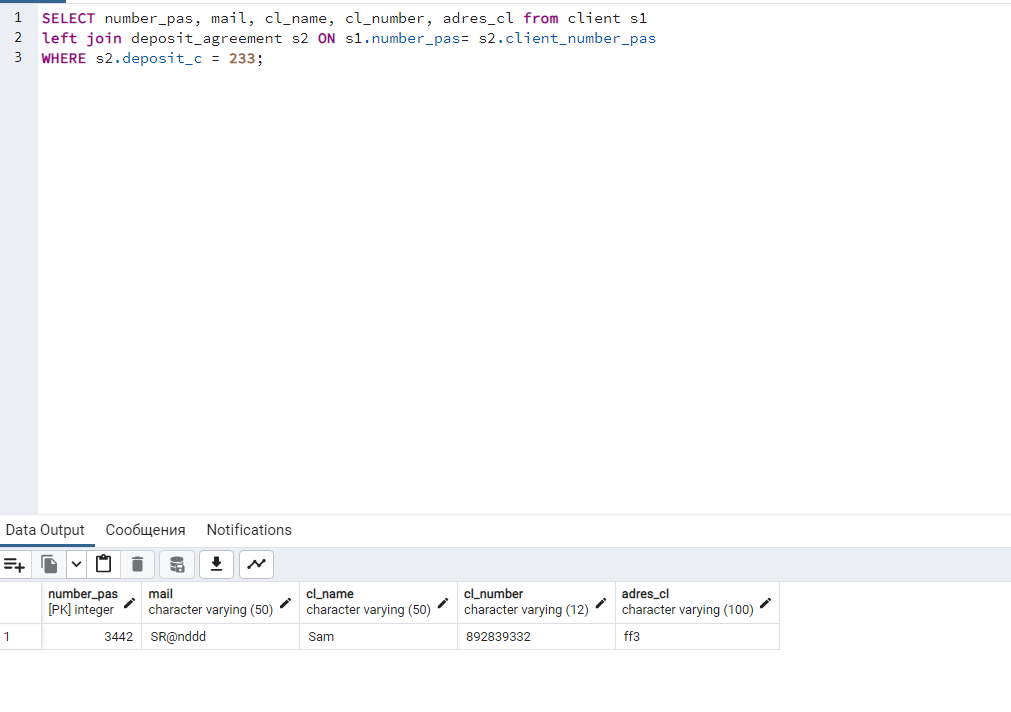 1 SELECT number_pas, mail, cl_name, cl_number, adres_cl from client s1
2 left join deposit_agreement s2 ON s1.number_pas= s2.client_number_pas
3 WHERE s2.deposit_c = 233;
Data Output Сообщения Notifications
number_pas mail cl_name cl_number adres_cl
[PK] integer character varying (50) character varying (50) character varying (12) character varying (100)
1 3442 SR@nddd Sam 892839332 ff3